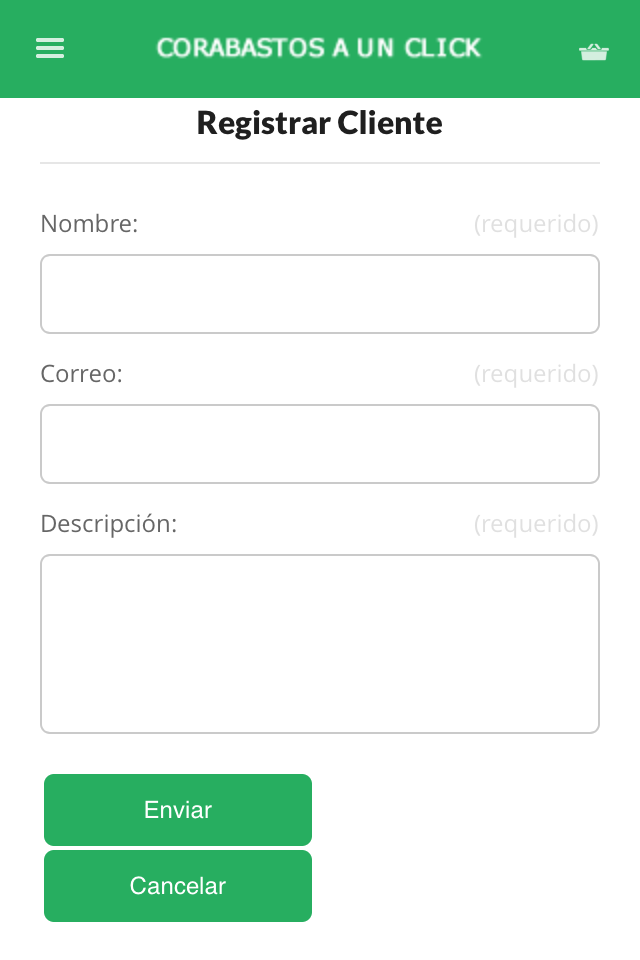 CORABASTOS A UN CLICK
Registrar Cliente
Nombre: (requerido)
Correo: (requerido)
Descripción: (requerido)
Enviar
Cancelar